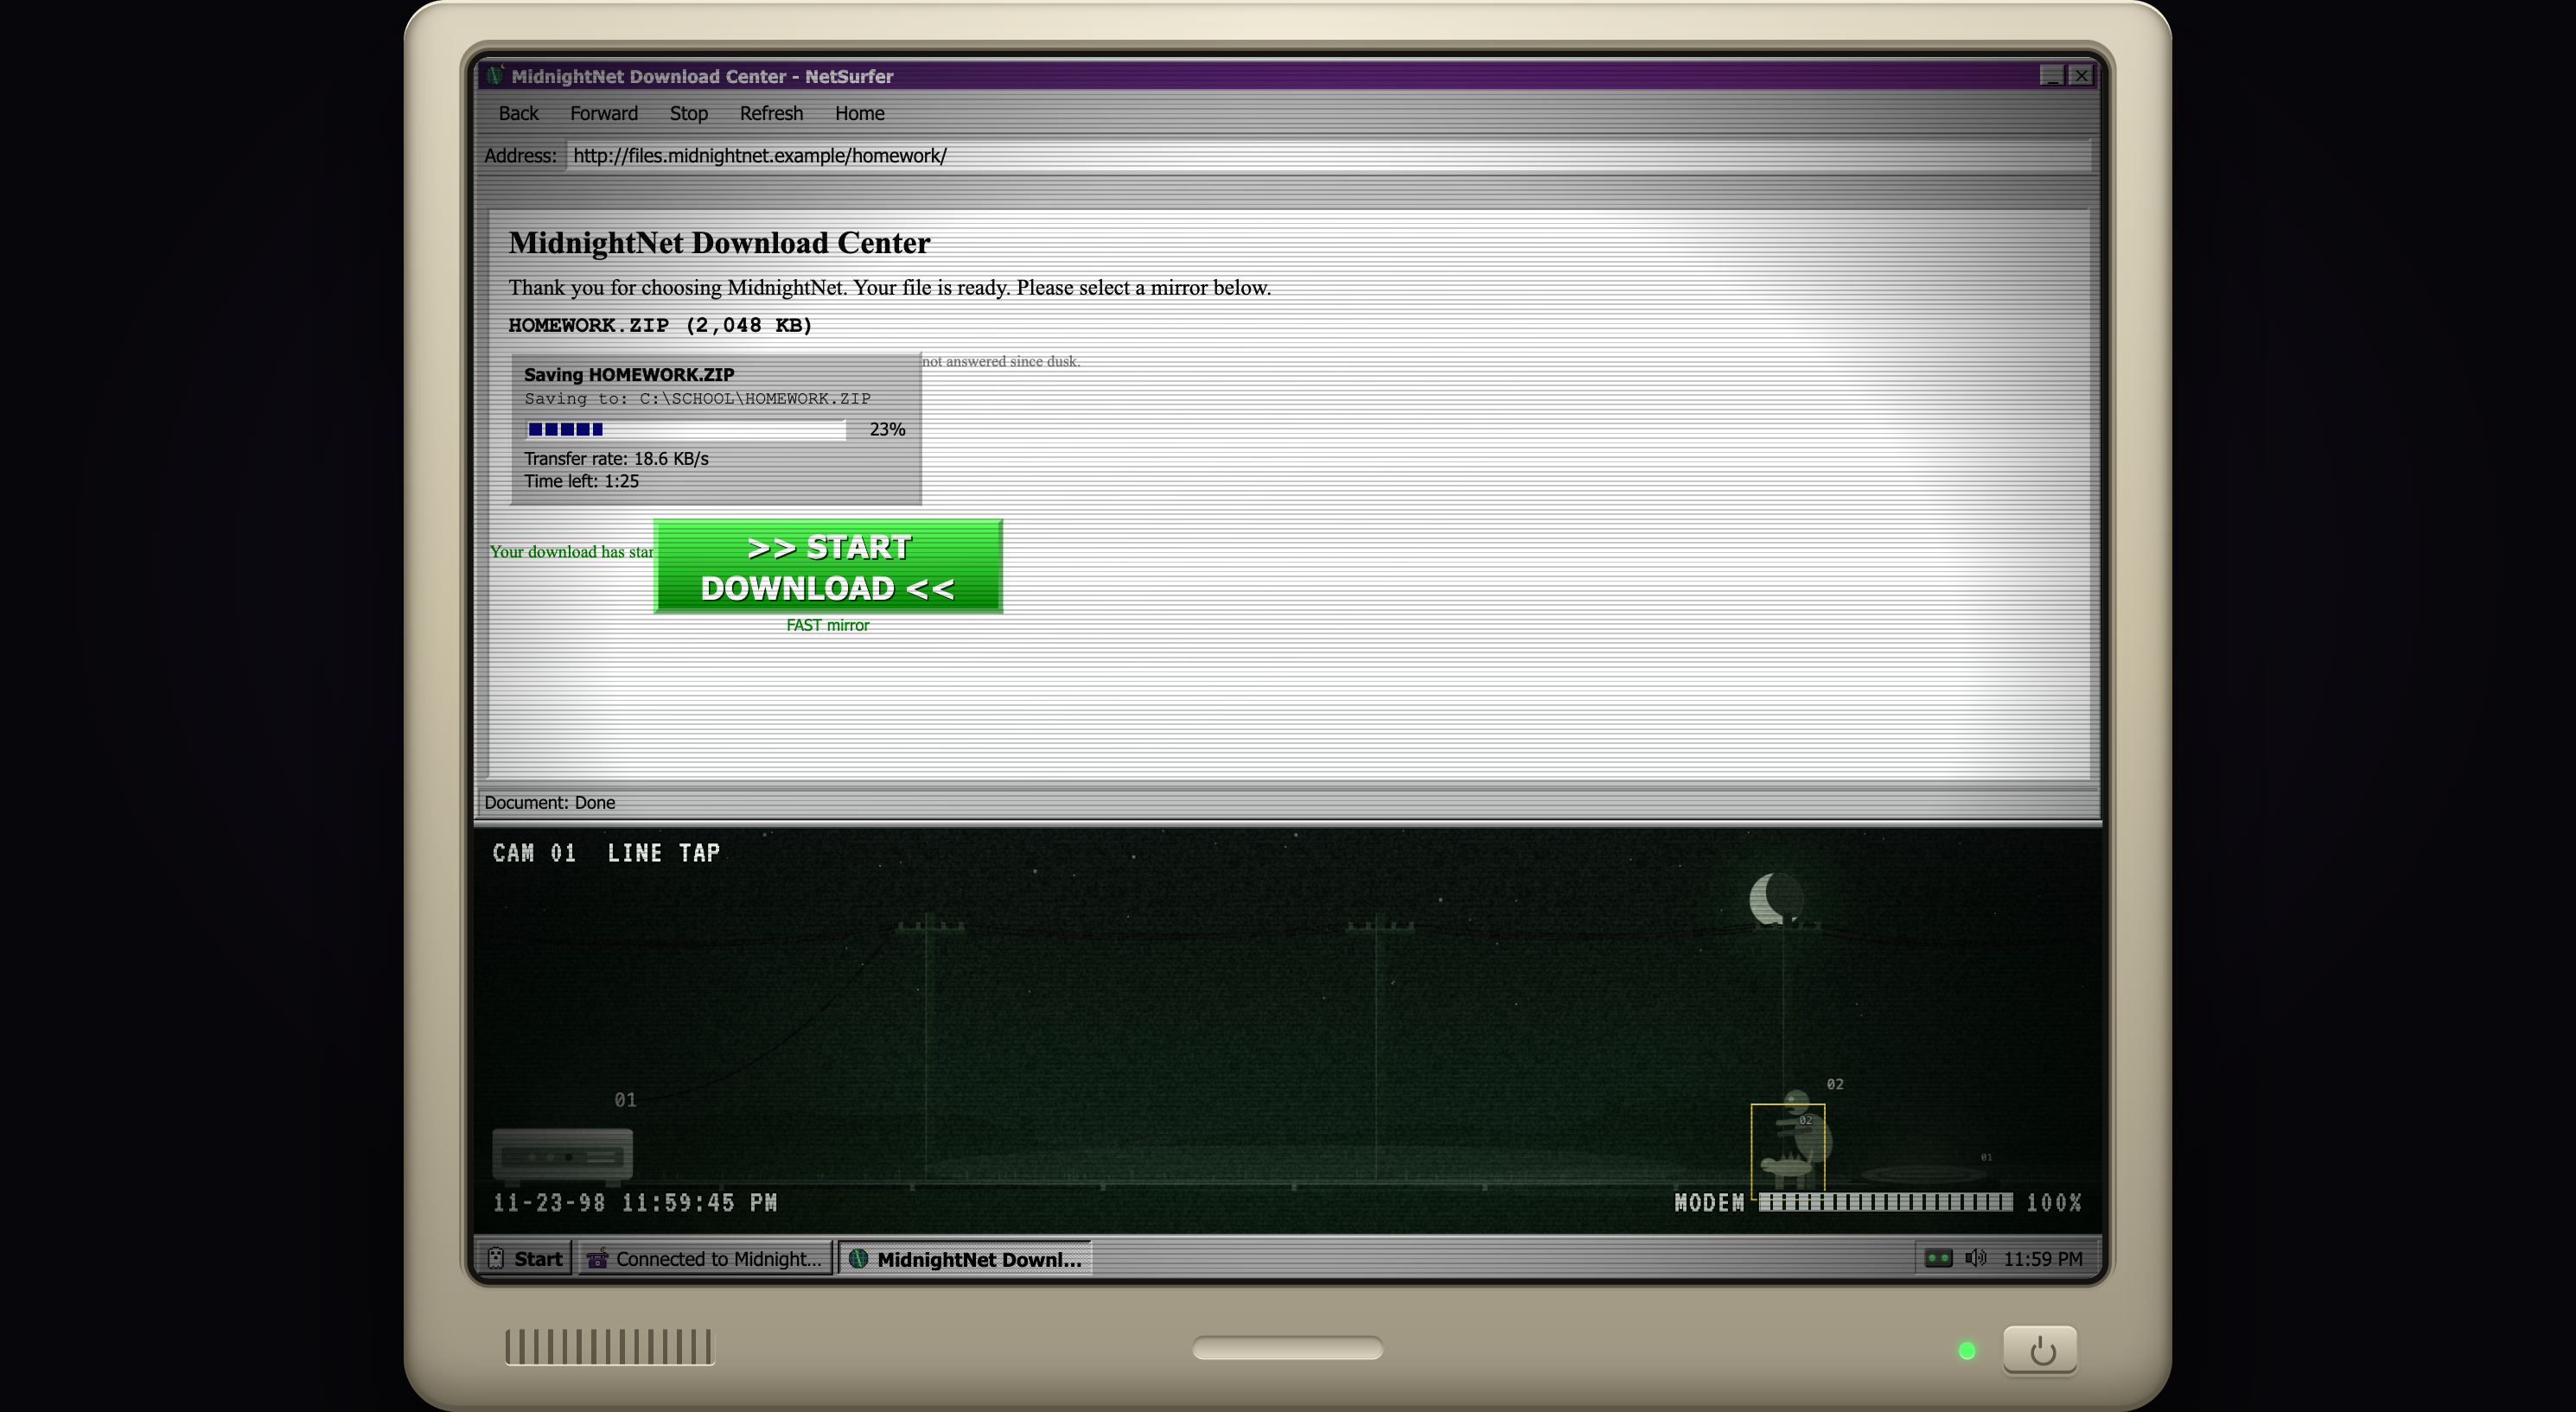 MidnightNet Download Center - NetSurfer
Back Forward Stop Refresh Home
Address: http://files.midnightnet.example/homework/
MidnightNet Download Center
Thank you for choosing MidnightNet. Your file is ready. Please select a mirror below.
HOMEWORK.ZIP (2,048 KB)
not answered since dusk.
Saving HOMEWORK.ZIP
Saving to: C:\SCHOOL\HOMEWORK.ZIP
23%
Transfer rate: 18.6 KB/s
Time left: 1:25
Your download has star
>> START
DOWNLOAD <<
FAST mirror
Document: Done
CAM 01 LINE TAP
02
01
02
01
11-23-98 11:59:45 PM
MODEM 100%
Start Connected to Midnight... MidnightNet Downl... 11:59 PM